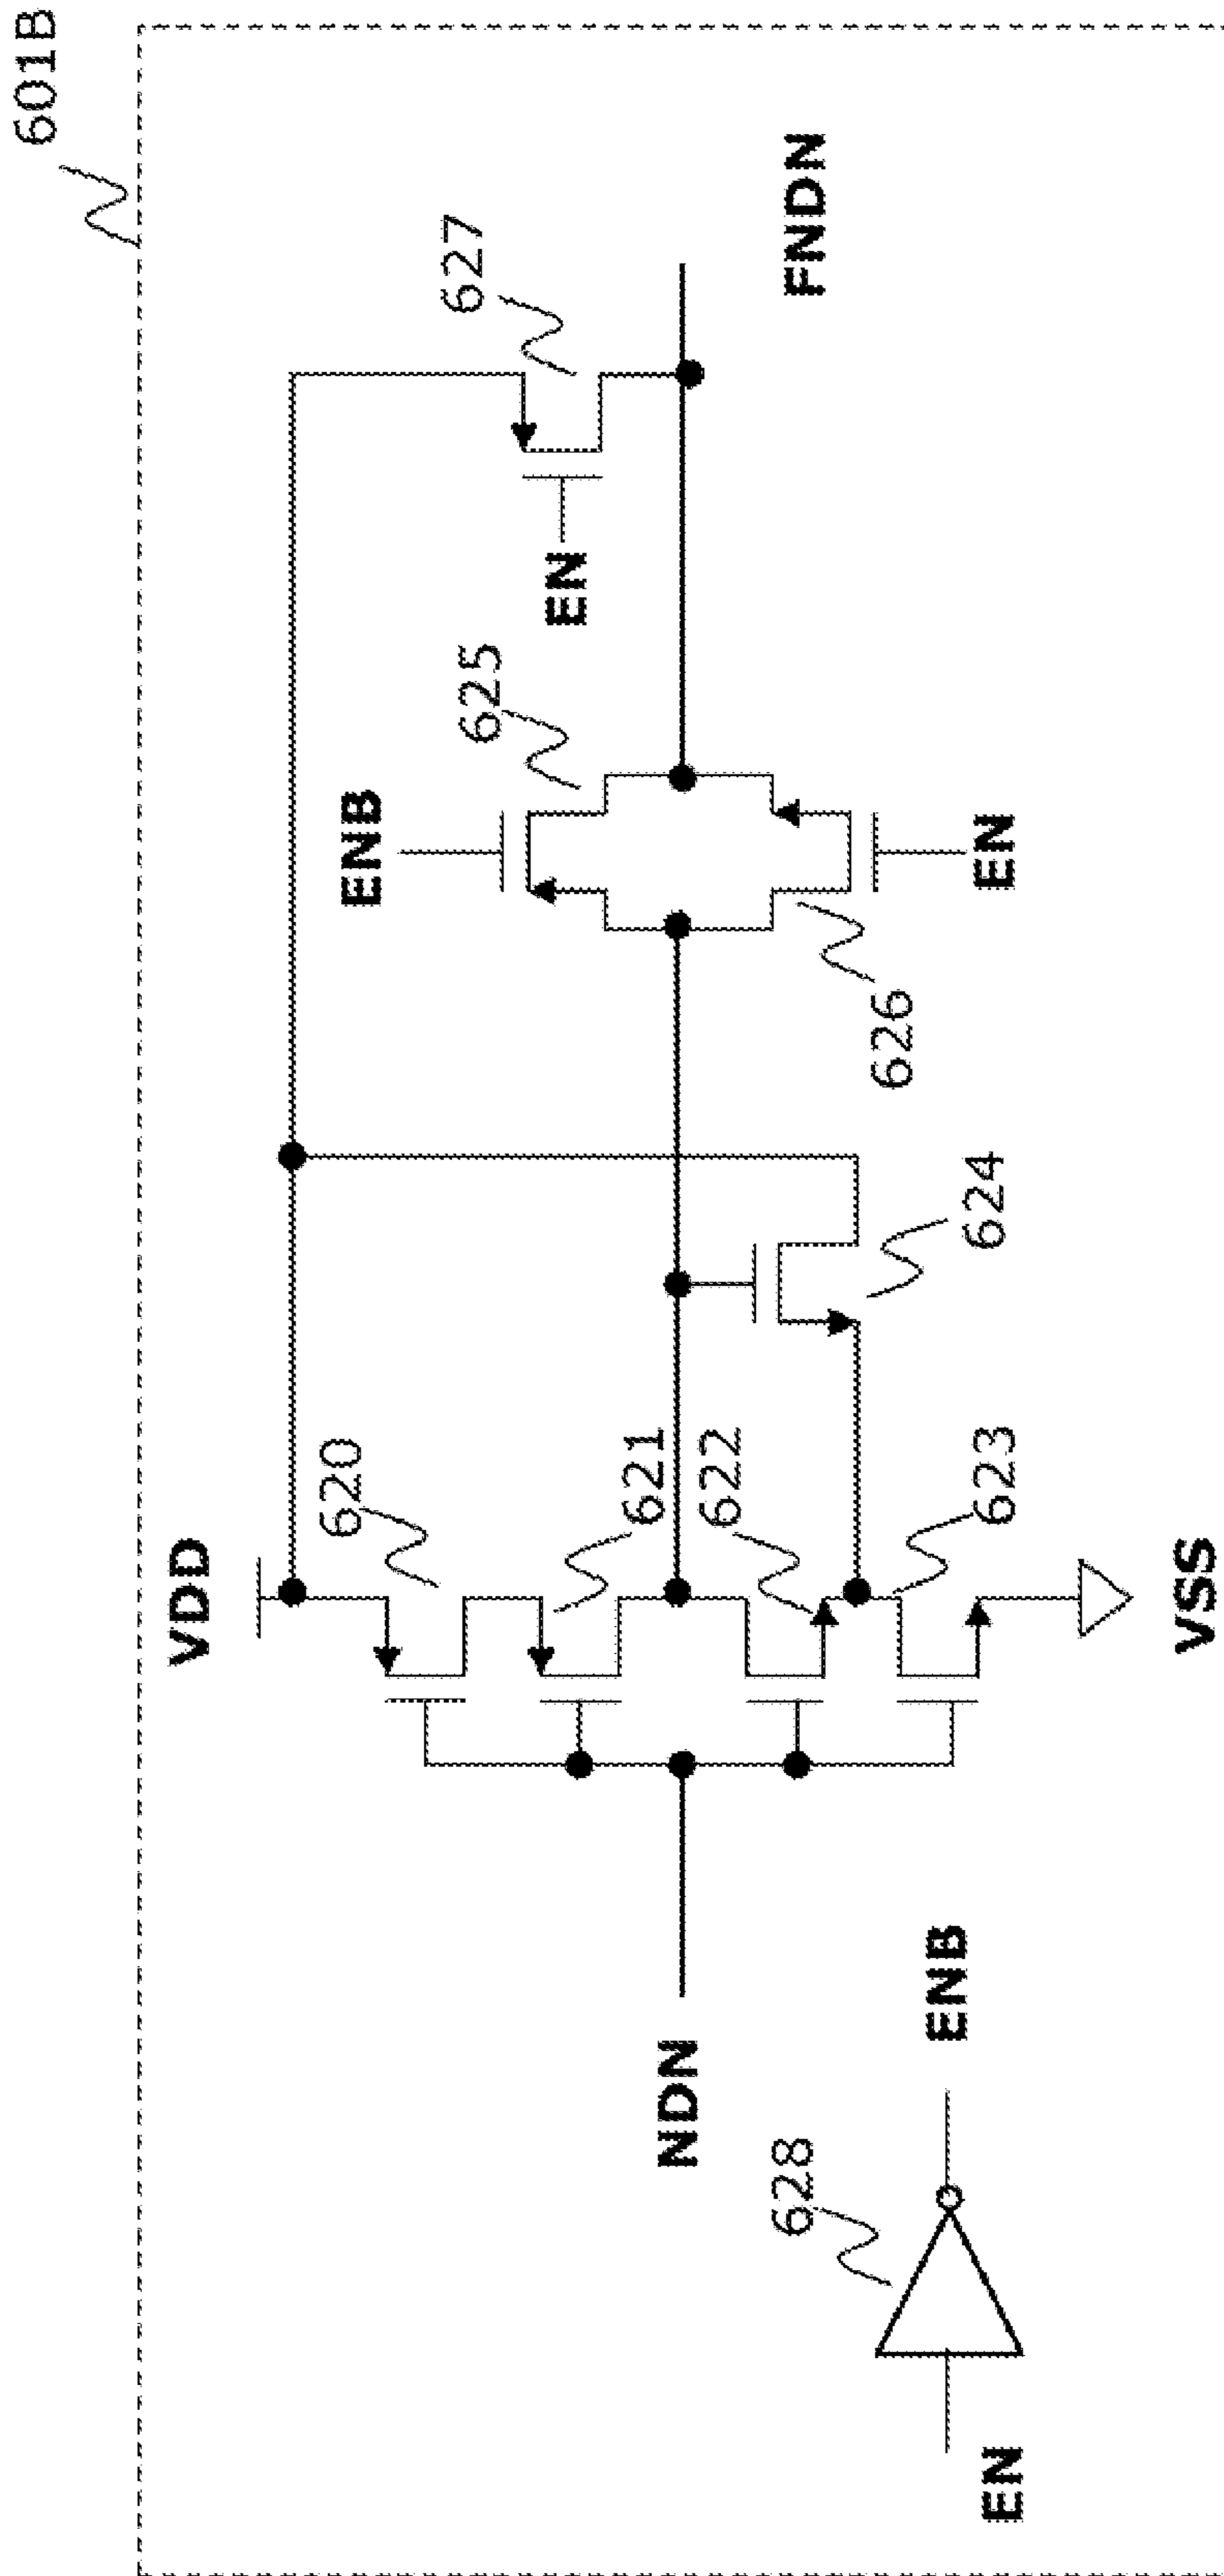 601B
VDD
620
621
622
623
VSS
624
ENB
625
626
EN
EN
627
FNDN
NDN
628
EN
ENB